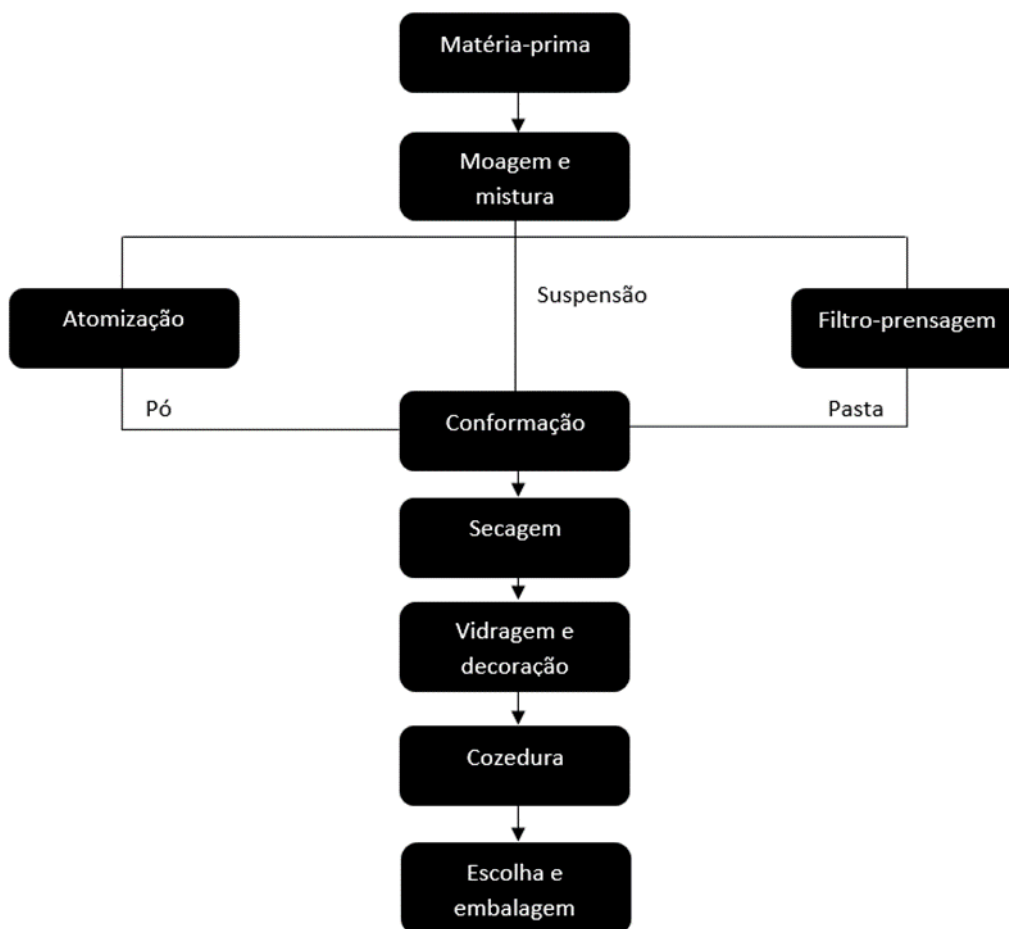 Matéria-prima
Moagem e
mistura
Suspensão
Atomização
Filtro-prensagem
Pó
Pasta
Conformação
Secagem
Vidragem e
decoração
Cozedura
Escolha e
embalagem